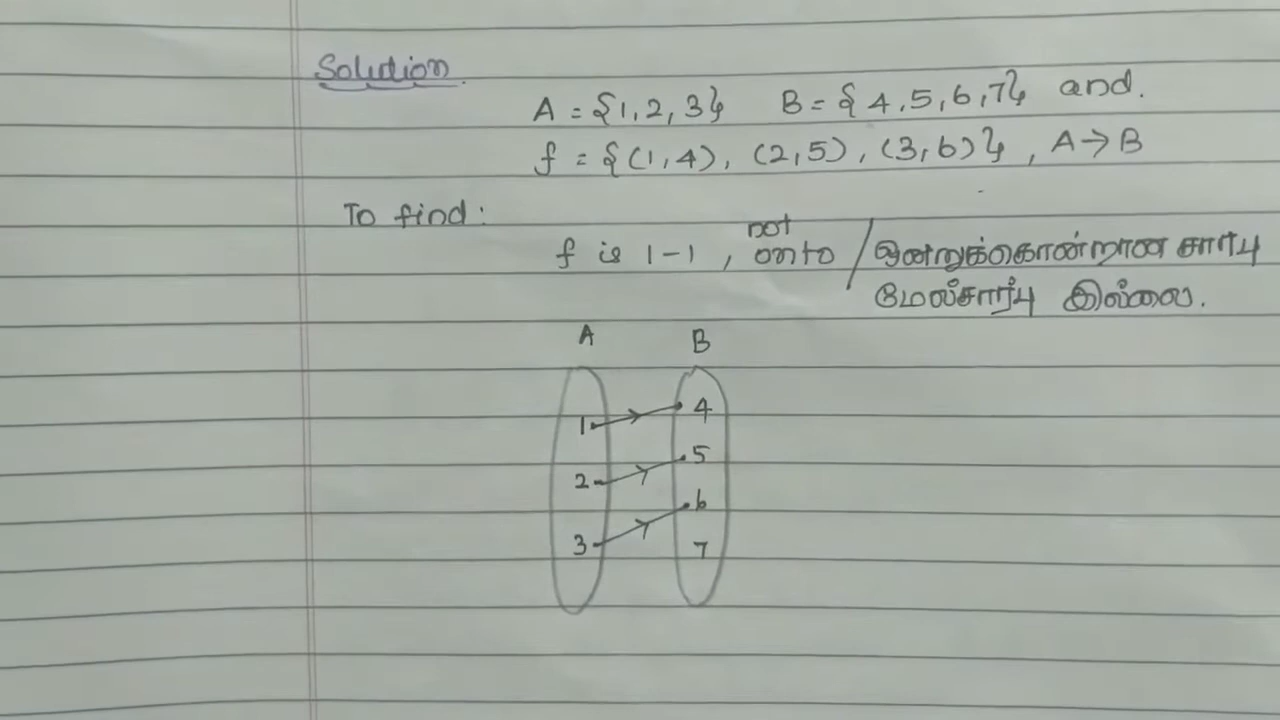 Solution.
A = {1, 2, 3} B = {4, 5, 6, 7} and.
f = {(1, 4), (2, 5), (3, 6)}, A → B
To find:
f is 1-1, not onto / ஒன்றுக்கொன்றான சார்பு
மேல்சார்பு இல்லை.
A B
1 4
2 5
3 6
7